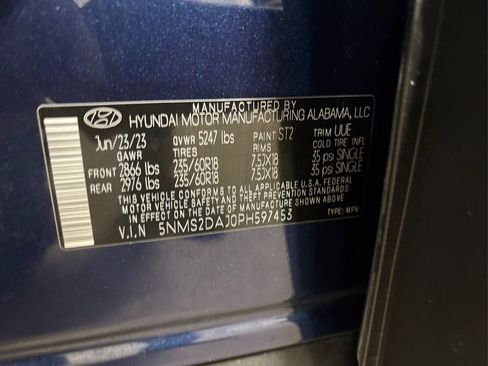 MANUFACTURED BY
HYUNDAI MOTOR MANUFACTURING ALABAMA, LLC
Jun/23/23 GVWR 5247 lbs PAINT ST2 TRIM UUE
GAWR TIRES RIMS COLD TIRE INFL
FRONT 2866 lbs 235/60R18 7.5JX18 35 psi SINGLE
REAR 2976 lbs 235/60R18 7.5JX18 35 psi SINGLE
THIS VEHICLE CONFORMS TO ALL APPLICABLE U.S.A. FEDERAL
MOTOR VEHICLE SAFETY AND THEFT PREVENTION STANDARDS
IN EFFECT ON THE DATE OF MANUFACTURE SHOWN ABOVE
V.I.N 5NMS2DAJ0PH597453 TYPE: MPV